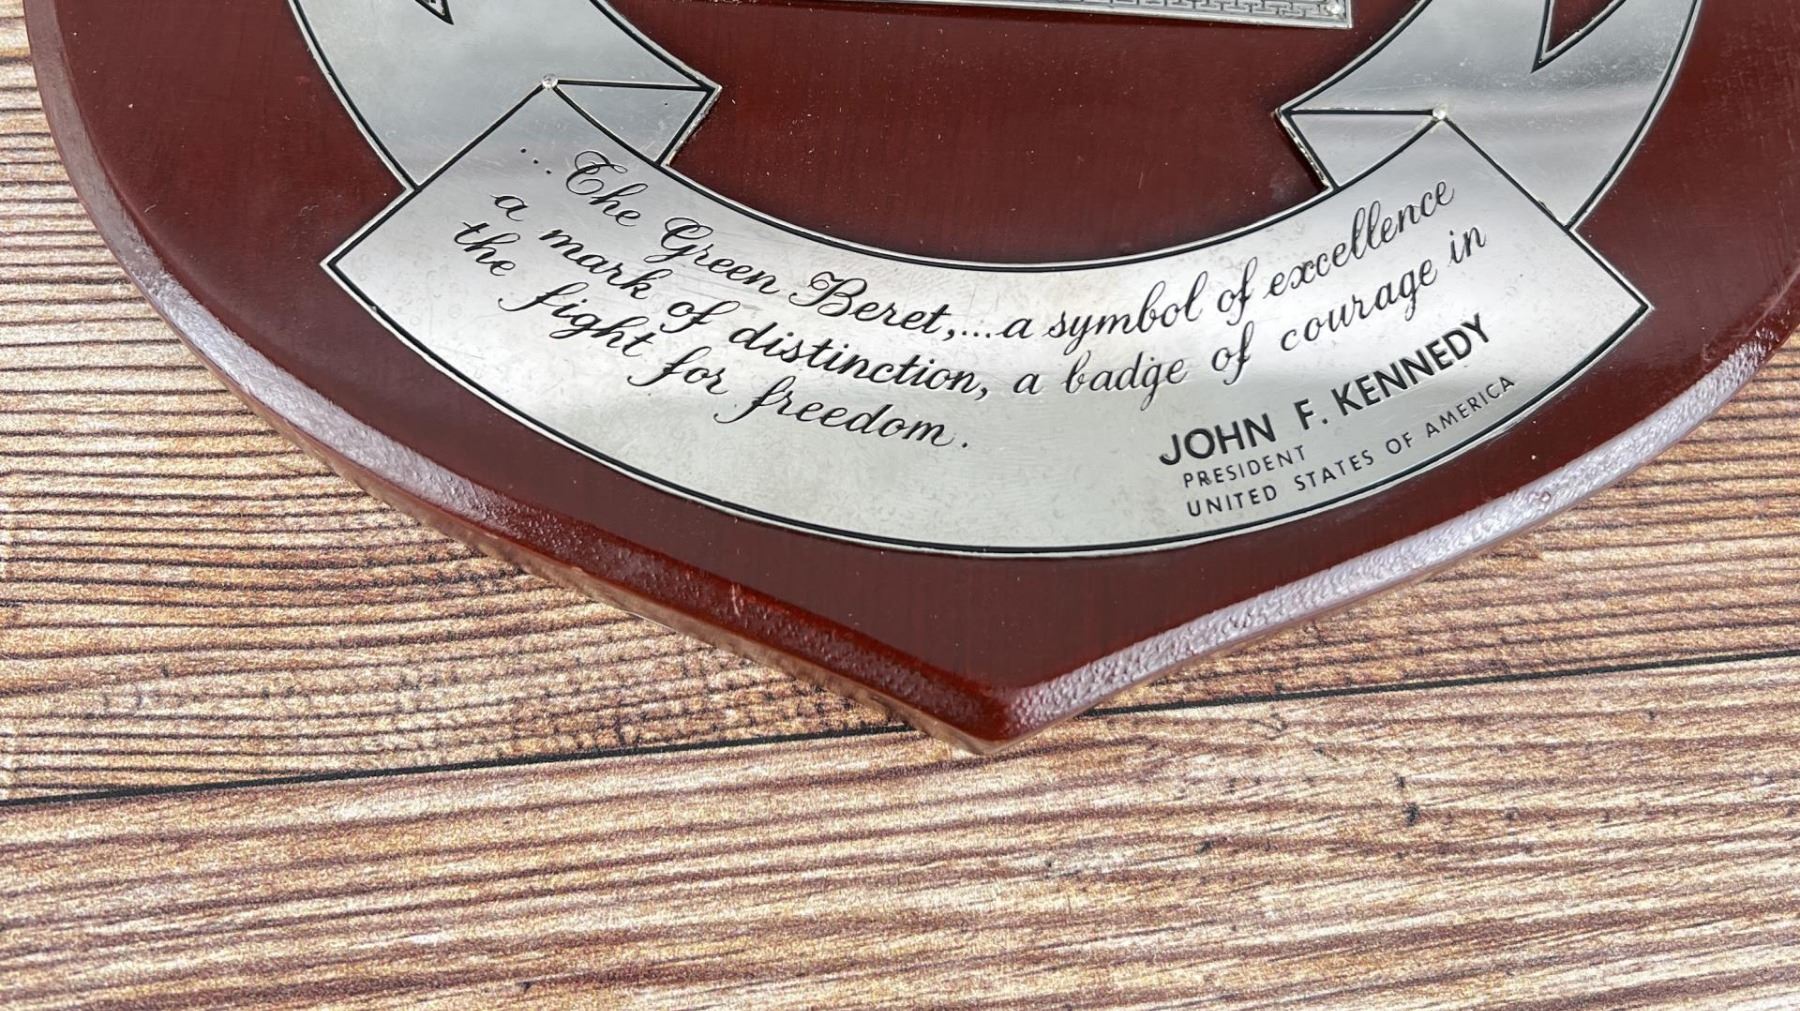 ...The Green Beret,...a symbol of excellence
a mark of distinction, a badge of courage in
the fight for freedom.
JOHN F. KENNEDY
PRESIDENT
UNITED STATES OF AMERICA